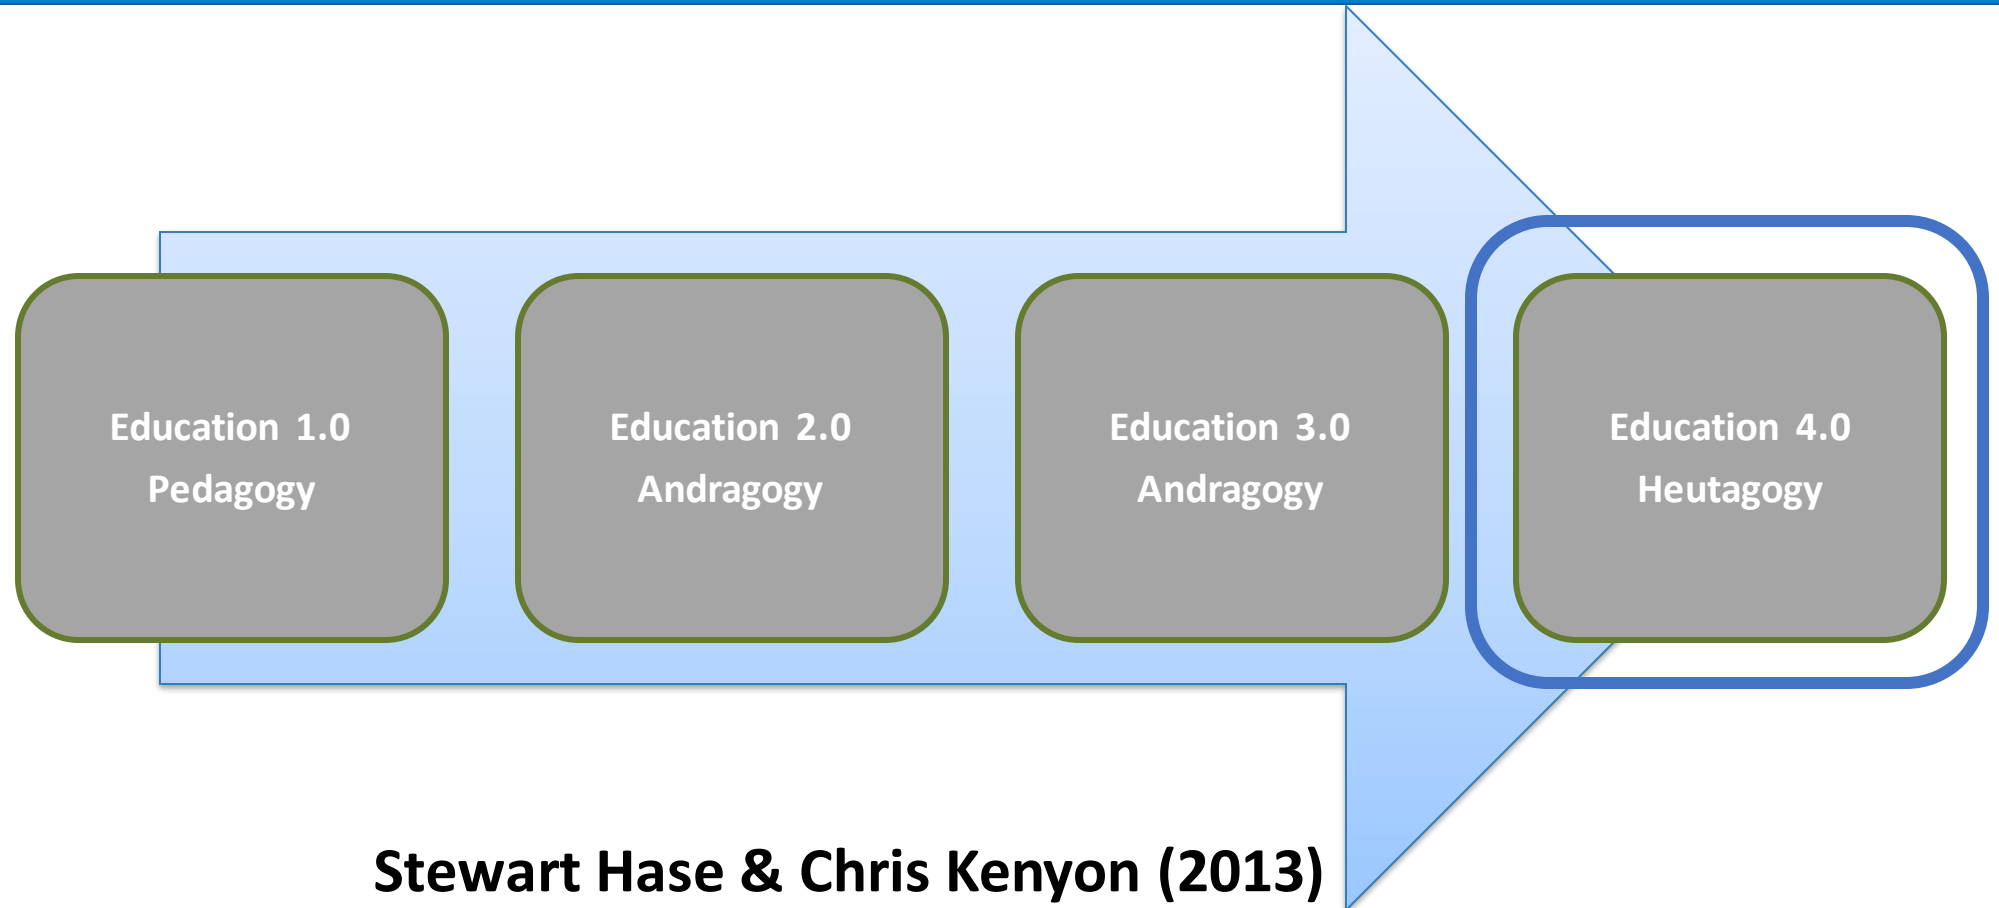 Education 1.0
Pedagogy
Education 2.0
Andragogy
Education 3.0
Andragogy
Education 4.0
Heutagogy
Stewart Hase & Chris Kenyon (2013)